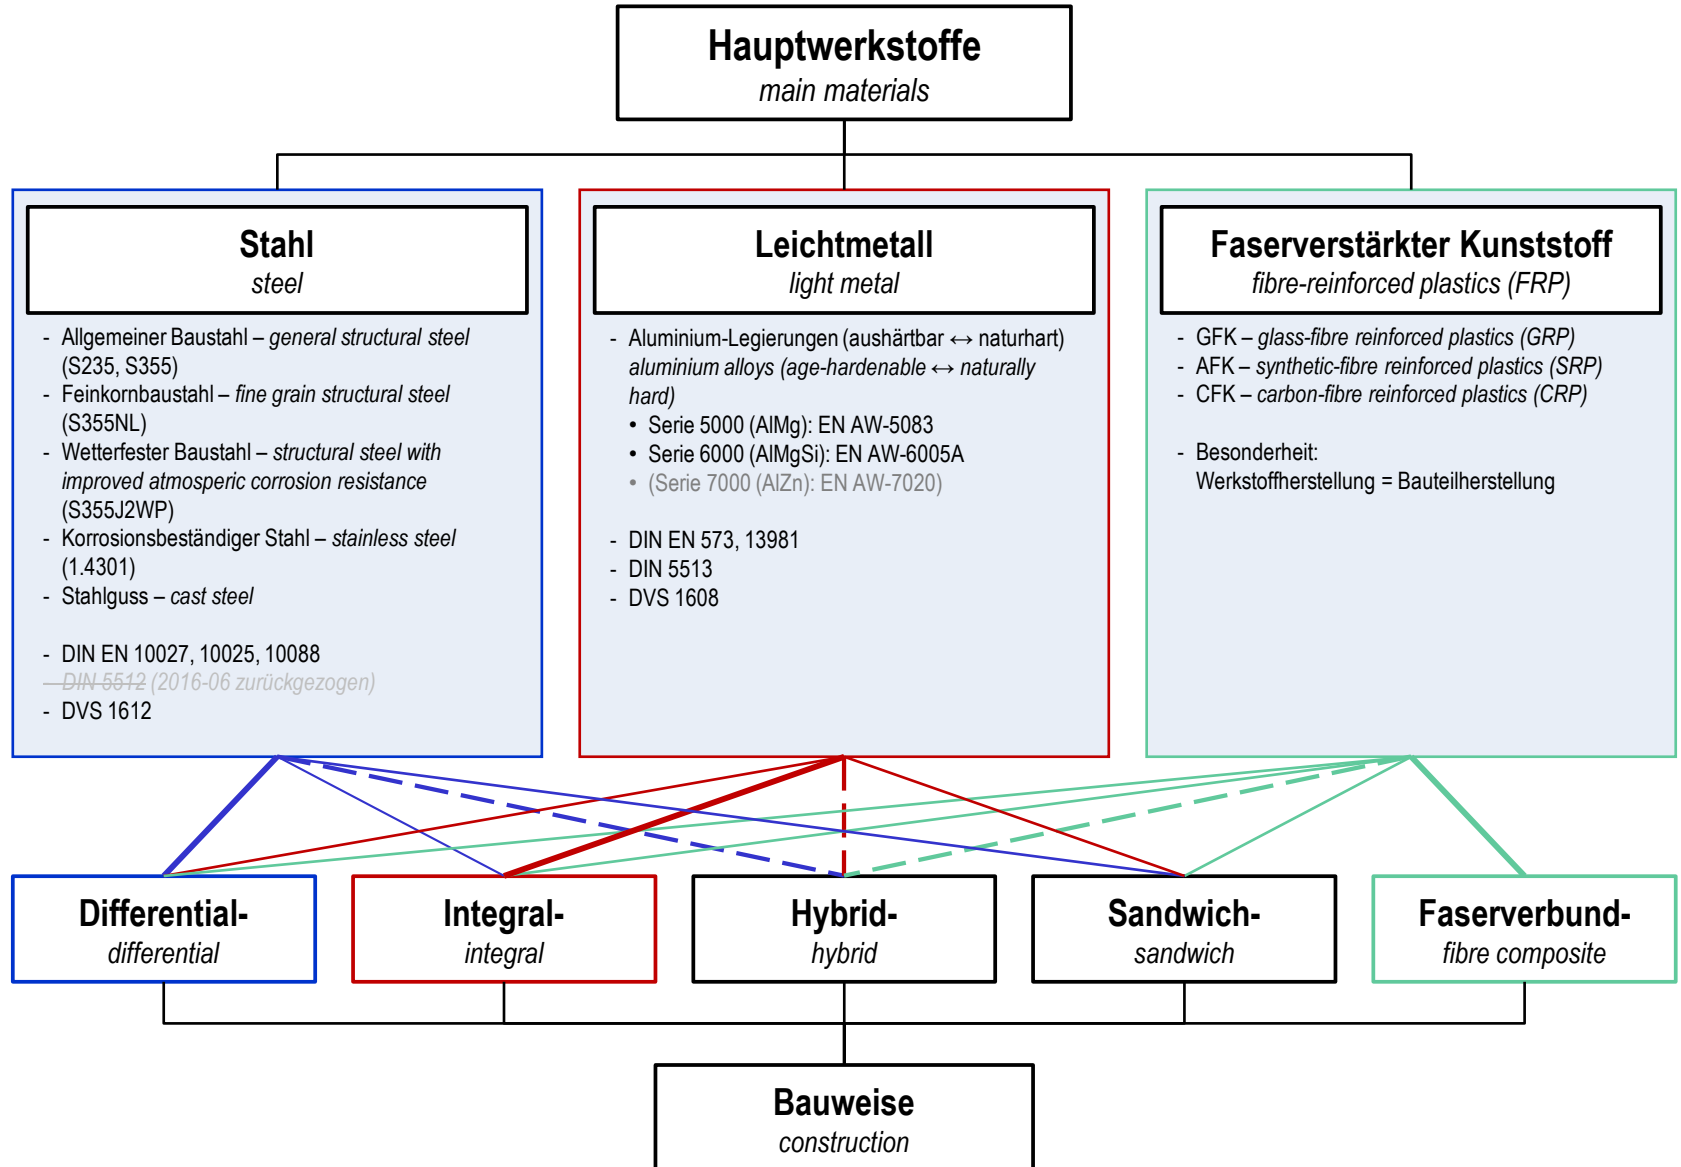 Hauptwerkstoffe
main materials
Stahl
steel
- Allgemeiner Baustahl – general structural steel
(S235, S355)
- Feinkornbaustahl – fine grain structural steel
(S355NL)
- Wetterfester Baustahl – structural steel with
improved atmosperic corrosion resistance
(S355J2WP)
- Korrosionsbeständiger Stahl – stainless steel
(1.4301)
- Stahlguss – cast steel
- DIN EN 10027, 10025, 10088
- DIN 5512 (2016-06 zurückgezogen)
- DVS 1612
Leichtmetall
light metal
- Aluminium-Legierungen (aushärtbar ↔ naturhart)
aluminium alloys (age-hardenable ↔ naturally
hard)
• Serie 5000 (AlMg): EN AW-5083
• Serie 6000 (AlMgSi): EN AW-6005A
• (Serie 7000 (AlZn): EN AW-7020)
- DIN EN 573, 13981
- DIN 5513
- DVS 1608
Faserverstärkter Kunststoff
fibre-reinforced plastics (FRP)
- GFK – glass-fibre reinforced plastics (GRP)
- AFK – synthetic-fibre reinforced plastics (SRP)
- CFK – carbon-fibre reinforced plastics (CRP)
- Besonderheit:
Werkstoffherstellung = Bauteilherstellung
Differential-
differential
Integral-
integral
Hybrid-
hybrid
Sandwich-
sandwich
Faserverbund-
fibre composite
Bauweise
construction